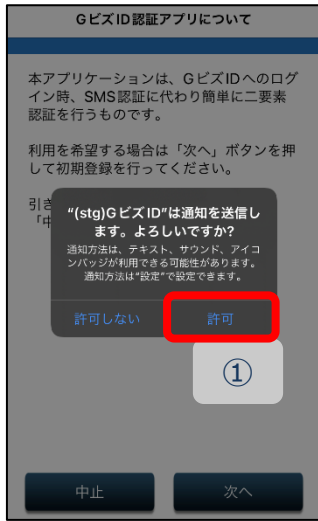 GビズID認証アプリについて
本アプリケーションは、GビズIDへのログ
イン時、SMS認証に代わり簡単に二要素
認証を行うものです。
利用を希望する場合は「次へ」ボタンを押
して初期登録を行ってください。
引き
「中
“(stg)GビズID”は通知を送信し
ます。よろしいですか?
通知方法は、テキスト、サウンド、アイコ
ンバッジが利用できる可能性があります。
通知方法は“設定”で設定できます。
許可しない
許可
①
中止
次へ